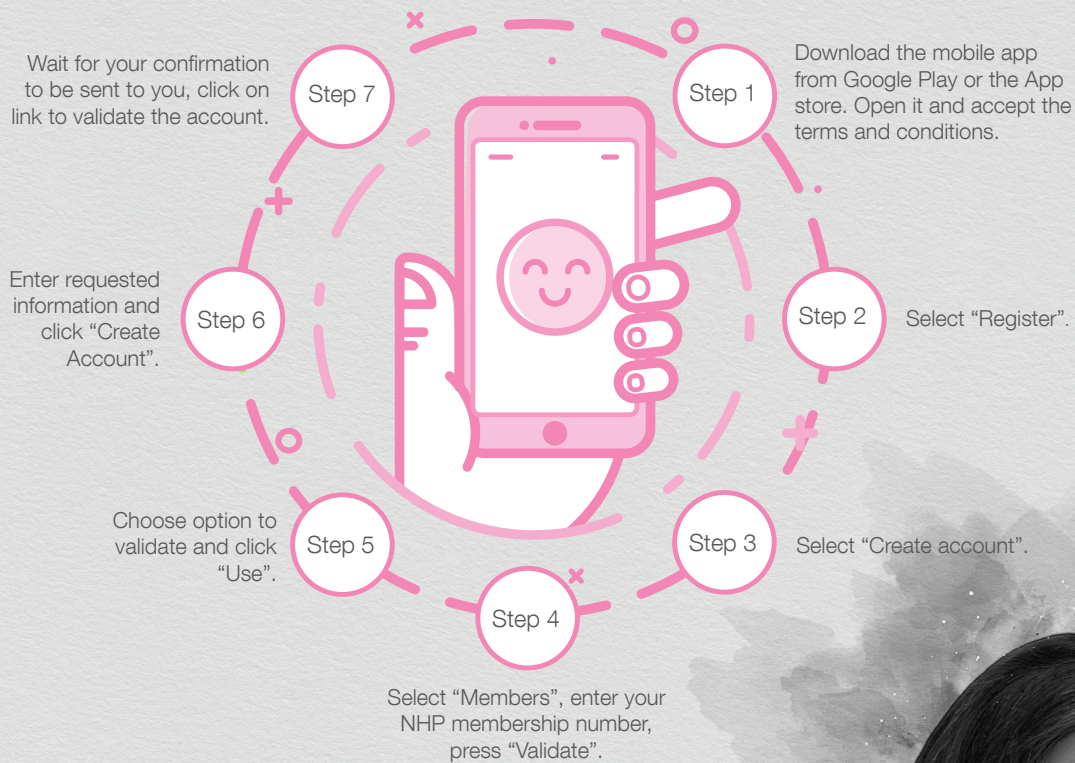 Step 1
Download the mobile app
from Google Play or the App
store. Open it and accept the
terms and conditions.
Step 2
Select “Register”.
Step 3
Select “Create account”.
Step 4
Select “Members”, enter your
NHP membership number,
press “Validate”.
Step 5
Choose option to
validate and click
“Use”.
Step 6
Enter requested
information and
click “Create
Account”.
Step 7
Wait for your confirmation
to be sent to you, click on
link to validate the account.